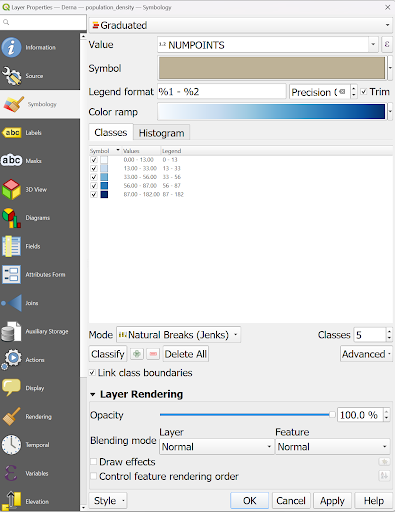 Layer Properties — Derna — population_density — Symbology
Information
Source
Symbology
abc Labels
abc Masks
3D View
Diagrams
Fields
Attributes Form
Joins
Auxiliary Storage
Actions
Display
Rendering
Temporal
Variables
Elevation
Graduated
Value 1.2 NUMPOINTS ε
Symbol
Legend format %1 - %2 Precision Trim
Color ramp
Classes Histogram
Symbol Values Legend
0.00 - 13.00 0 - 13
13.00 - 33.00 13 - 33
33.00 - 56.00 33 - 56
56.00 - 87.00 56 - 87
87.00 - 182.00 87 - 182
Mode Natural Breaks (Jenks) Classes 5
Classify Delete All Advanced
Link class boundaries
Layer Rendering
Opacity 100.0 %
Layer Feature
Blending mode Normal Normal
Draw effects
Control feature rendering order
Style OK Cancel Apply Help